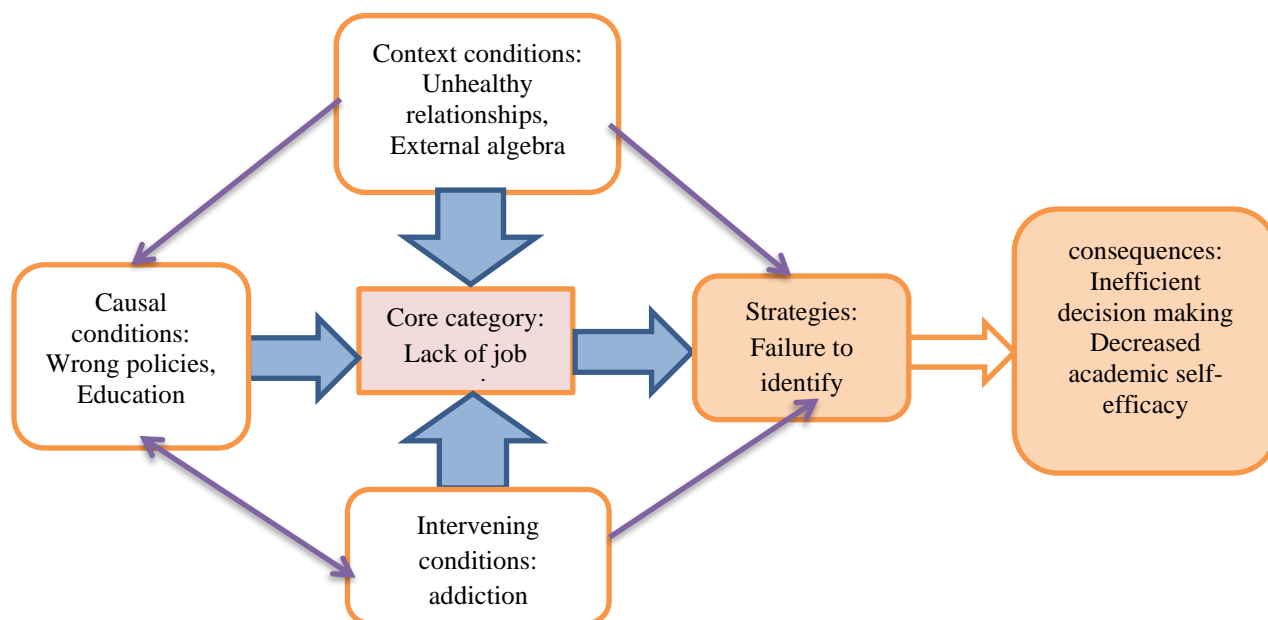 Context conditions:
Unhealthy
relationships,
External algebra
Causal
conditions:
Wrong policies,
Education
Core category:
Lack of job
Strategies:
Failure to
identify
consequences:
Inefficient
decision making
Decreased
academic self-
efficacy
Intervening
conditions:
addiction